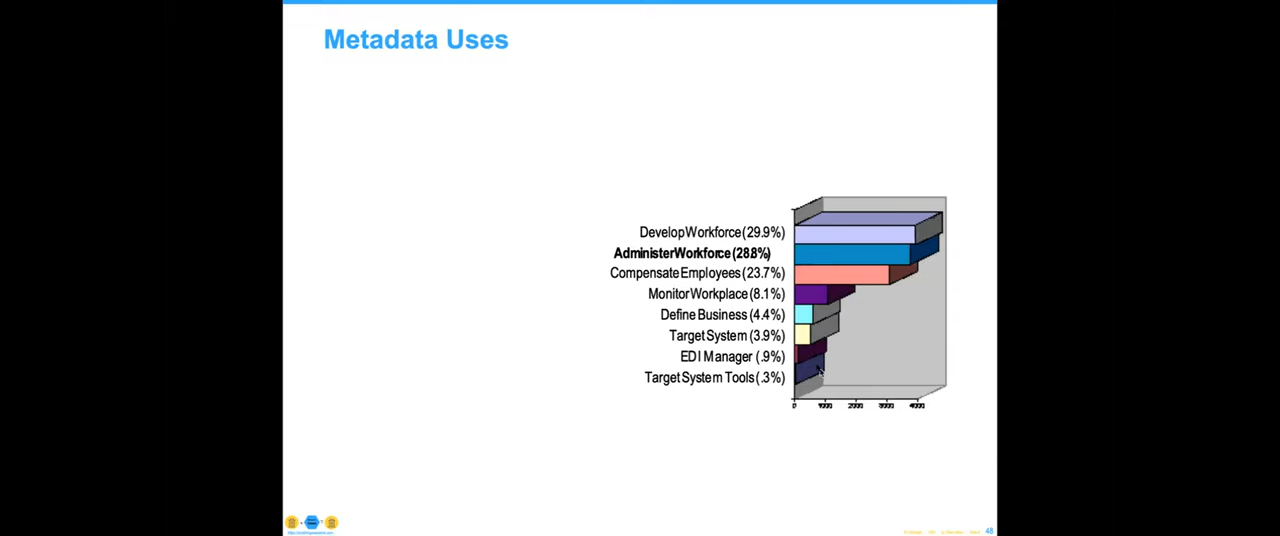 Metadata Uses
Develop Workforce (29.9%)
Administer Workforce (28.8%)
Compensate Employees (23.7%)
Monitor Workplace (8.1%)
Define Business (4.4%)
Target System (3.9%)
EDI Manager (.9%)
Target System Tools (.3%)
0 1000 2000 3000 4000
48